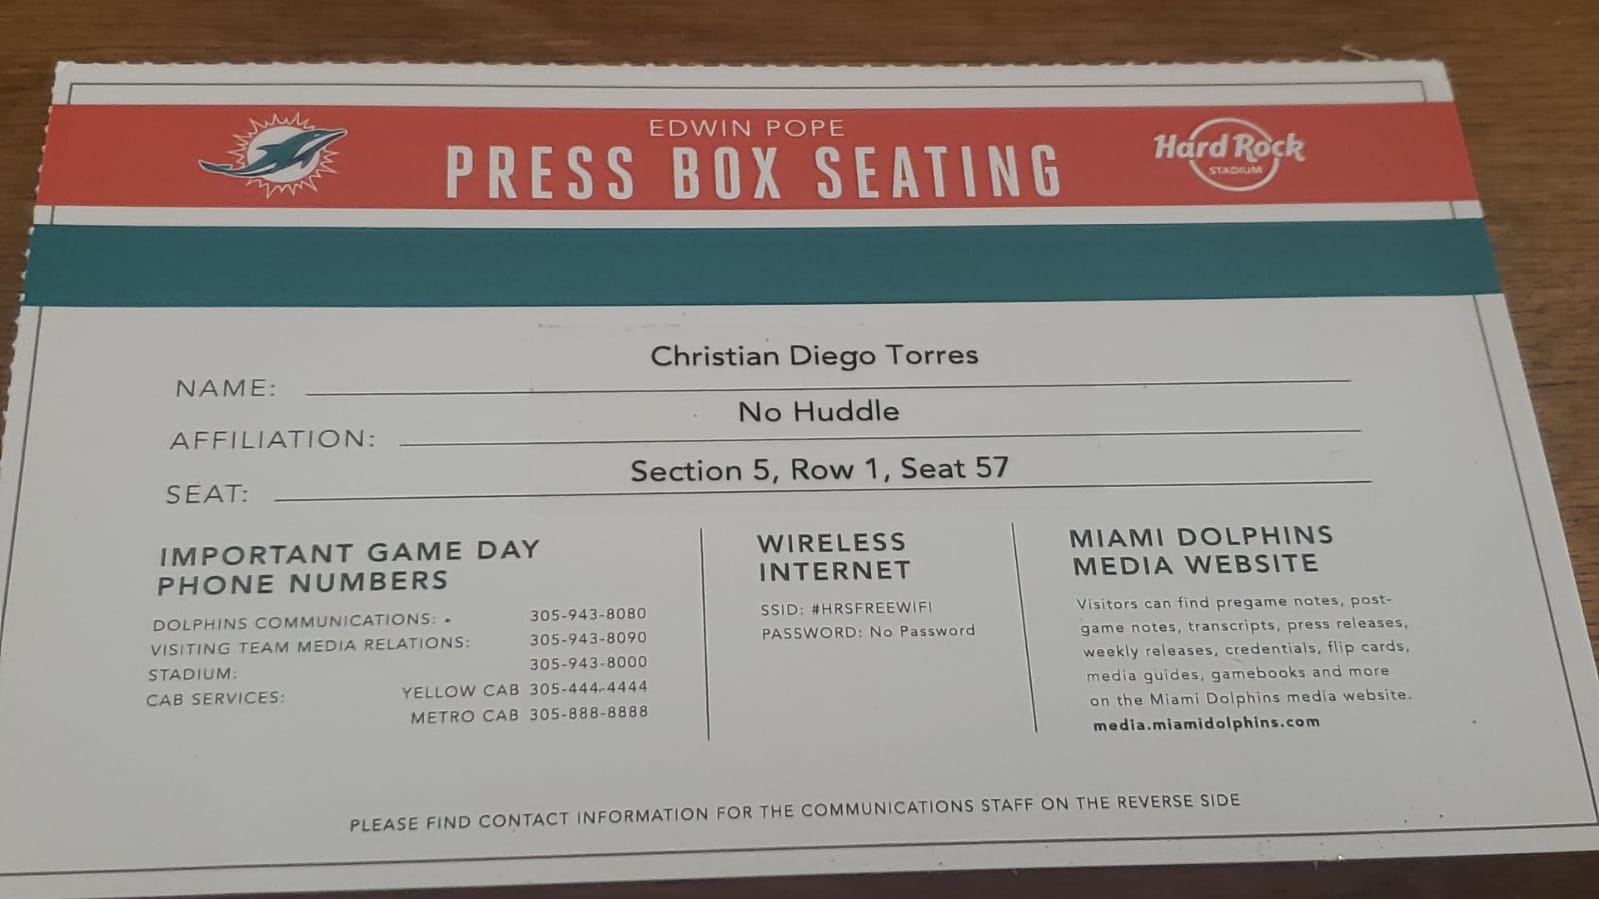 EDWIN POPE
PRESS BOX SEATING
Hard Rock
STADIUM
Christian Diego Torres
NAME:
No Huddle
AFFILIATION:
Section 5, Row 1, Seat 57
SEAT:
IMPORTANT GAME DAY
PHONE NUMBERS
DOLPHINS COMMUNICATIONS: 305-943-8080
VISITING TEAM MEDIA RELATIONS: 305-943-8090
STADIUM: 305-943-8000
CAB SERVICES: YELLOW CAB 305-444-4444
METRO CAB 305-888-8888
WIRELESS
INTERNET
SSID: #HRSFREEWIFI
PASSWORD: No Password
MIAMI DOLPHINS
MEDIA WEBSITE
Visitors can find pregame notes, post-
game notes, transcripts, press releases,
weekly releases, credentials, flip cards,
media guides, gamebooks and more
on the Miami Dolphins media website.
media.miamidolphins.com
PLEASE FIND CONTACT INFORMATION FOR THE COMMUNICATIONS STAFF ON THE REVERSE SIDE